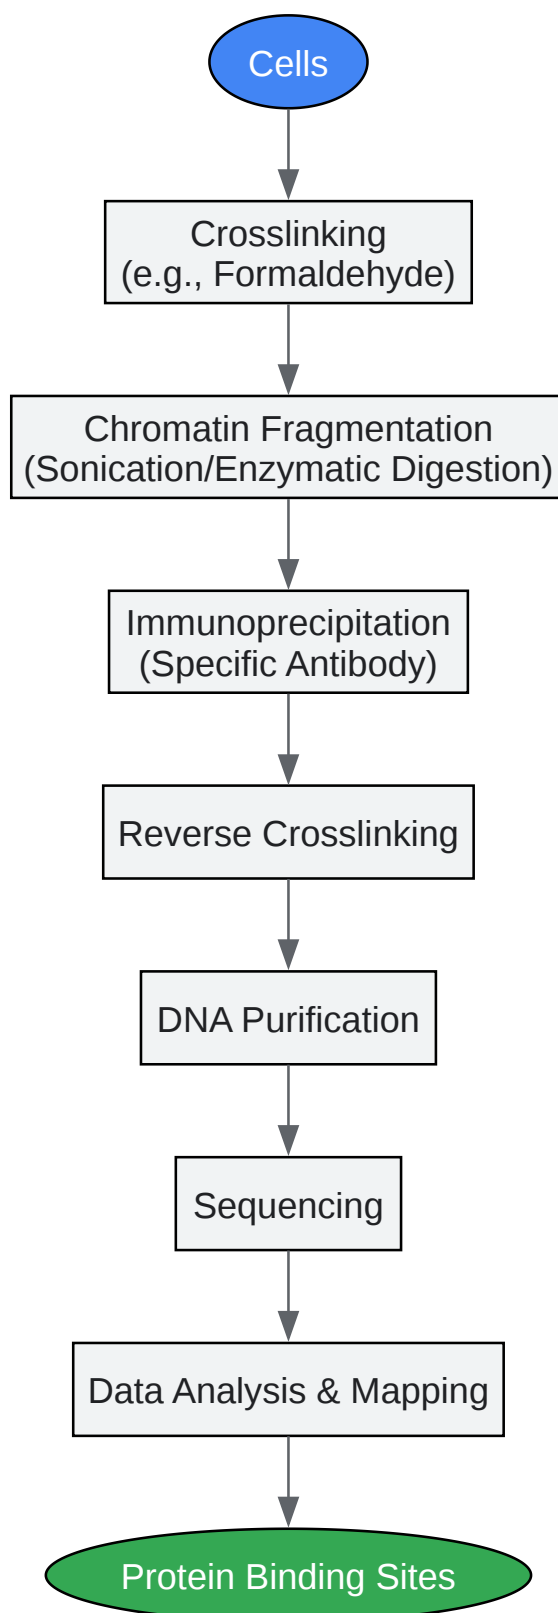 Cells
Crosslinking
(e.g., Formaldehyde)
Chromatin Fragmentation
(Sonication/Enzymatic Digestion)
Immunoprecipitation
(Specific Antibody)
Reverse Crosslinking
DNA Purification
Sequencing
Data Analysis & Mapping
Protein Binding Sites